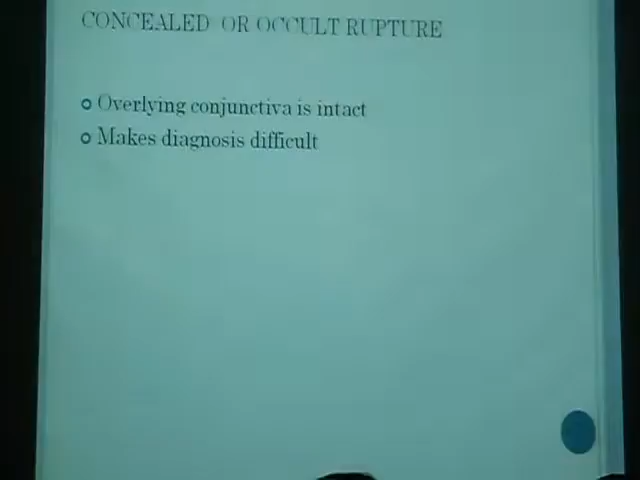 CONCEALED OR OCCULT RUPTURE
Overlying conjunctiva is intact
Makes diagnosis difficult